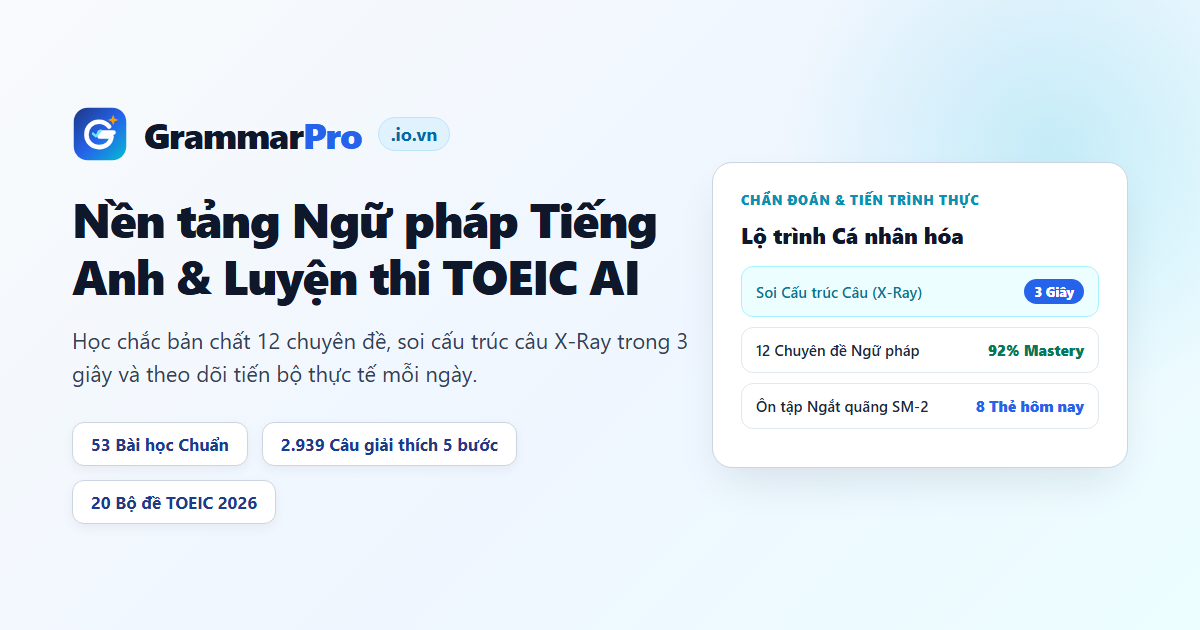 GrammarPro .io.vn
Nền tảng Ngữ pháp Tiếng
Anh & Luyện thi TOEIC AI
Học chắc bản chất 12 chuyên đề, soi cấu trúc câu X-Ray trong 3
giây và theo dõi tiến bộ thực tế mỗi ngày.
53 Bài học Chuẩn
2.939 Câu giải thích 5 bước
20 Bộ đề TOEIC 2026
CHẨN ĐOÁN & TIẾN TRÌNH THỰC
Lộ trình Cá nhân hóa
Soi Cấu trúc Câu (X-Ray) 3 Giây
12 Chuyên đề Ngữ pháp 92% Mastery
Ôn tập Ngắt quãng SM-2 8 Thẻ hôm nay